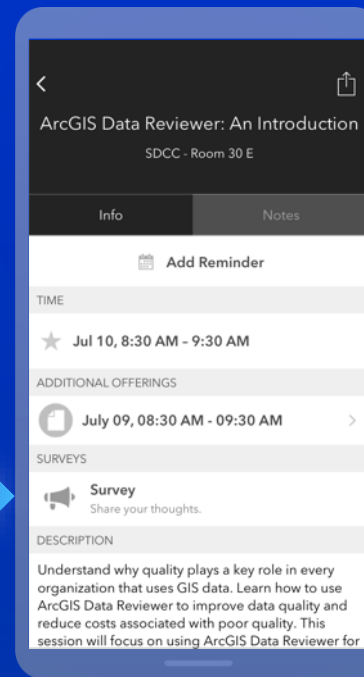 ArcGIS Data Reviewer: An Introduction
SDCC - Room 30 E
Info Notes
Add Reminder
TIME
Jul 10, 8:30 AM – 9:30 AM
ADDITIONAL OFFERINGS
July 09, 08:30 AM - 09:30 AM
SURVEYS
Survey
Share your thoughts.
DESCRIPTION
Understand why quality plays a key role in every
organization that uses GIS data. Learn how to use
ArcGIS Data Reviewer to improve data quality and
reduce costs associated with poor quality. This
session will focus on using ArcGIS Data Reviewer for